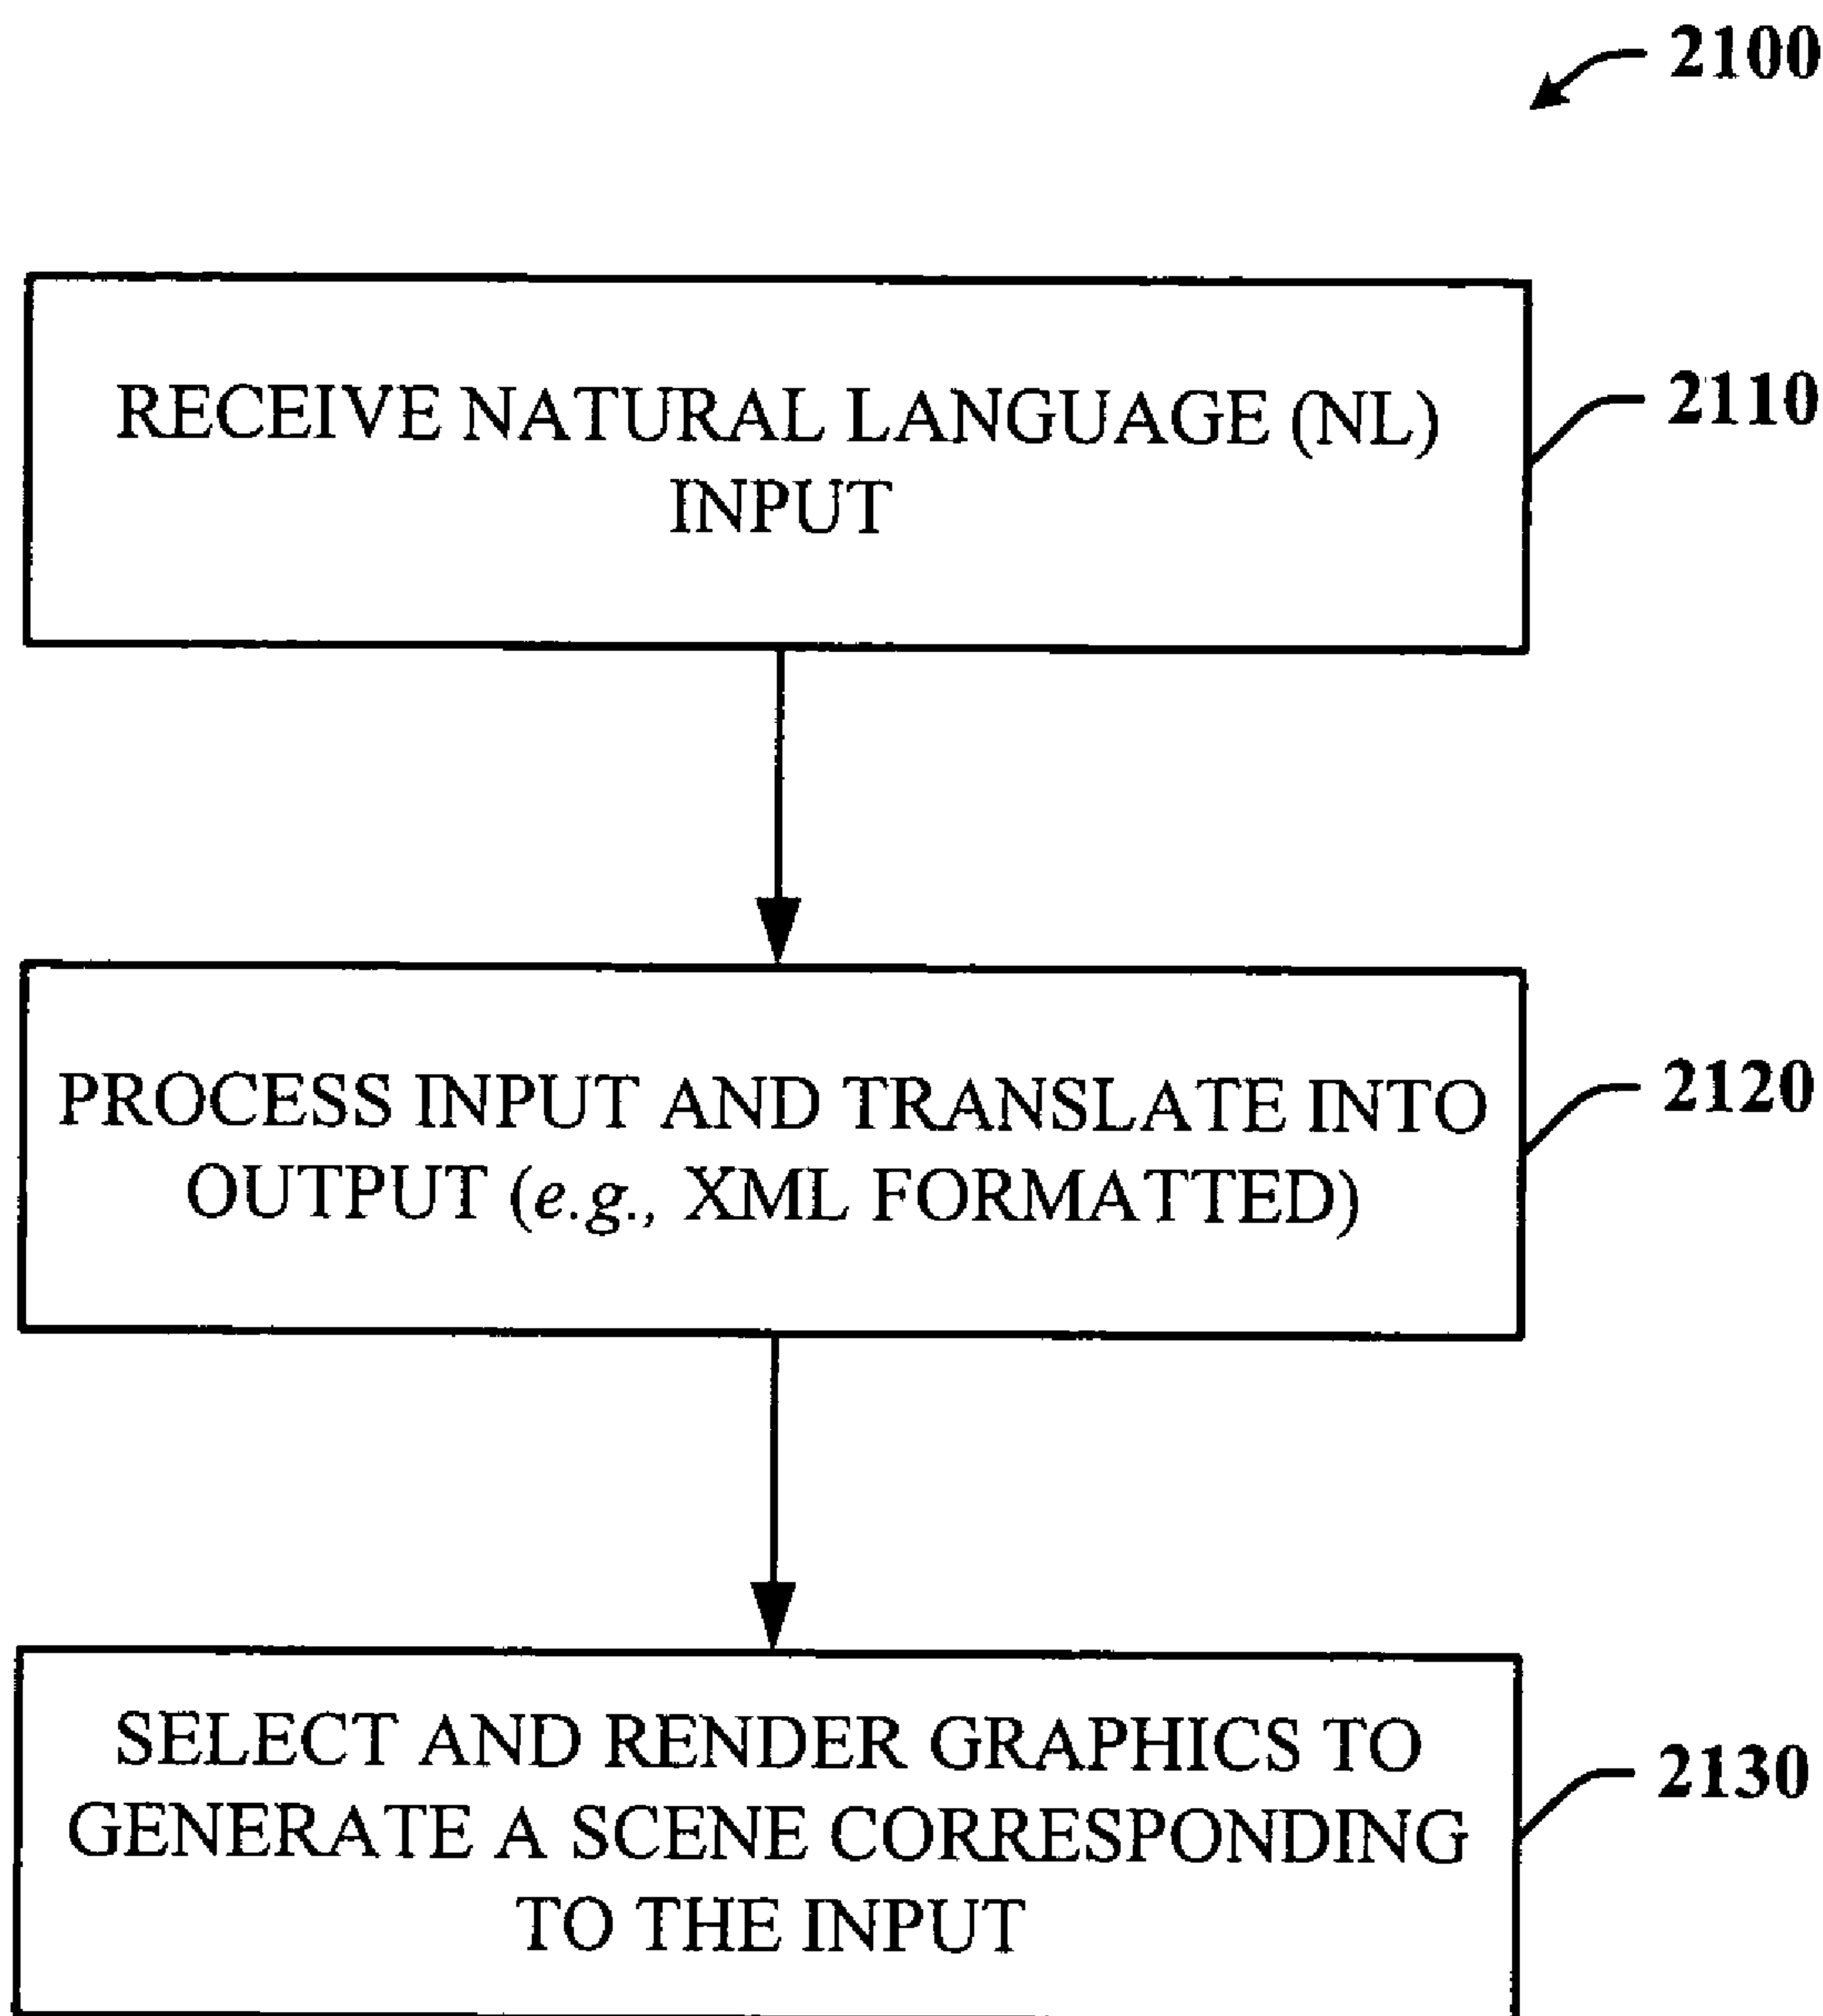 2100
RECEIVE NATURAL LANGUAGE (NL)
INPUT
2110
PROCESS INPUT AND TRANSLATE INTO
OUTPUT (e.g., XML FORMATTED)
2120
SELECT AND RENDER GRAPHICS TO
GENERATE A SCENE CORRESPONDING
TO THE INPUT
2130